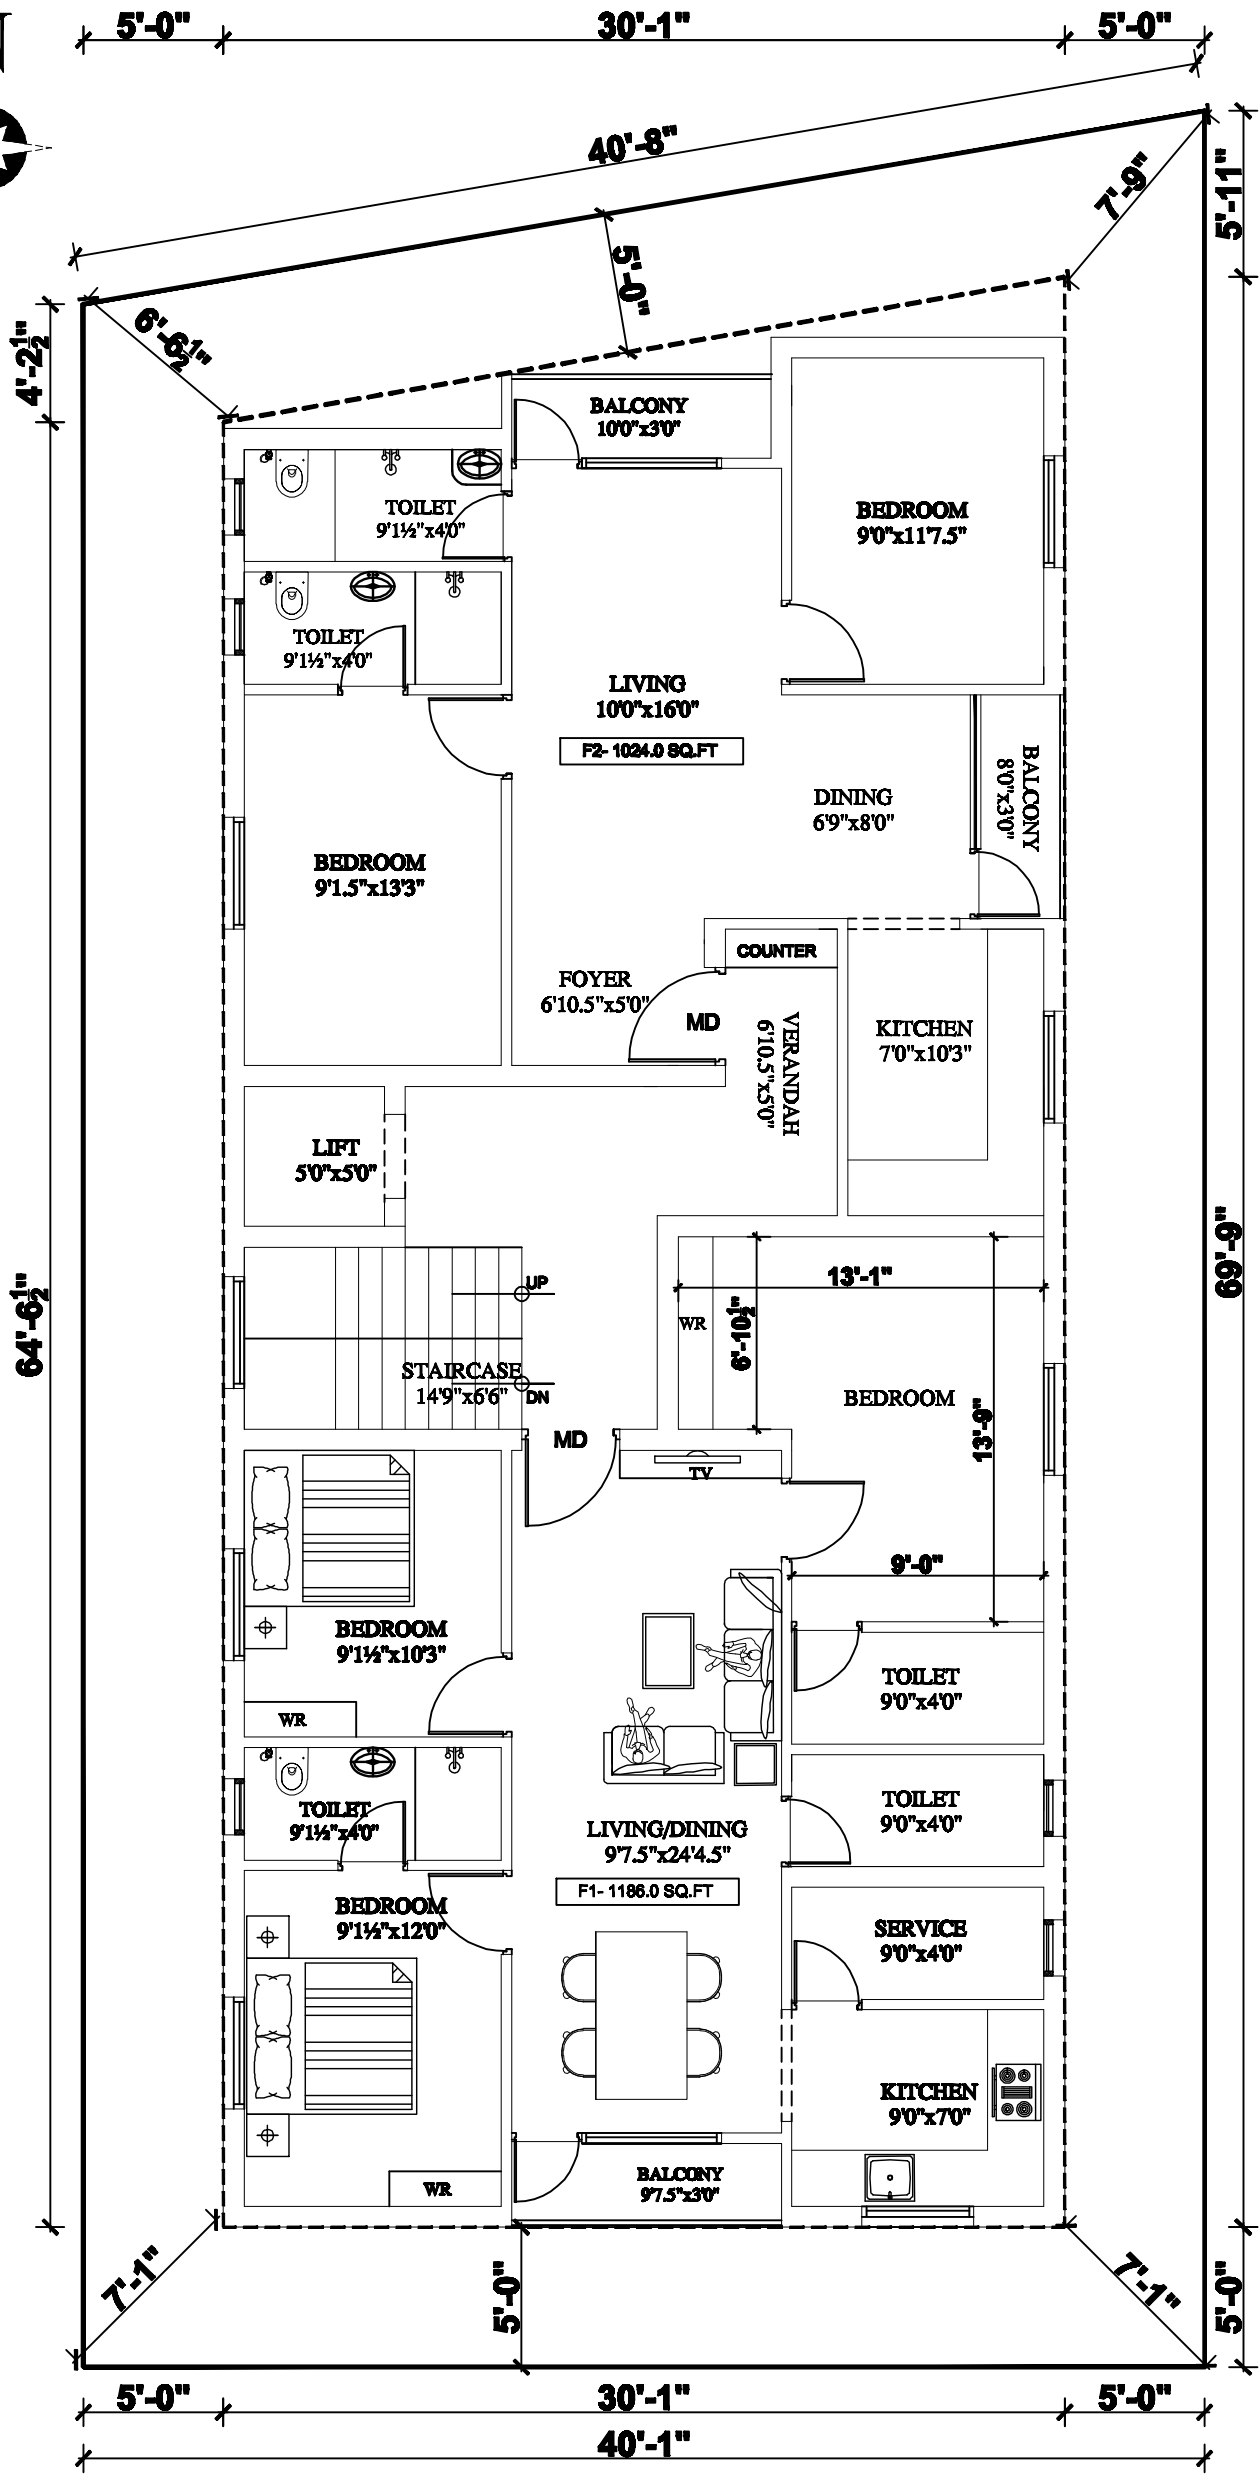 N
5'-0"
30'-1"
5'-0"
40'-8"
5'-11"
7'-9"
5'-0"
6'-6½"
4'-2½"
BALCONY
10'0"x3'0"
TOILET
9'1½"x4'0"
BEDROOM
9'0"x11'7.5"
TOILET
9'1½"x4'0"
LIVING
10'0"x16'0"
F2- 1024.0 SQ.FT
DINING
6'9"x8'0"
BALCONY
8'0"x3'0"
BEDROOM
9'1.5"x13'3"
COUNTER
FOYER
6'10.5"x5'0"
MD
VERANDAH
6'10.5"x5'0"
KITCHEN
7'0"x10'3"
LIFT
5'0"x5'0"
64'-6½"
69'-9"
UP
13'-1"
WR
6'-10½"
STAIRCASE
14'9"x6'6"
DN
BEDROOM
13'-9"
MD
TV
9'-0"
BEDROOM
9'1½"x10'3"
TOILET
9'0"x4'0"
WR
TOILET
9'1½"x4'0"
TOILET
9'0"x4'0"
LIVING/DINING
9'7.5"x24'4.5"
F1- 1186.0 SQ.FT
BEDROOM
9'1½"x12'0"
SERVICE
9'0"x4'0"
KITCHEN
9'0"x7'0"
BALCONY
9'7.5"x3'0"
WR
7'-1"
5'-0"
7'-1"
5'-0"
5'-0"
30'-1"
5'-0"
40'-1"